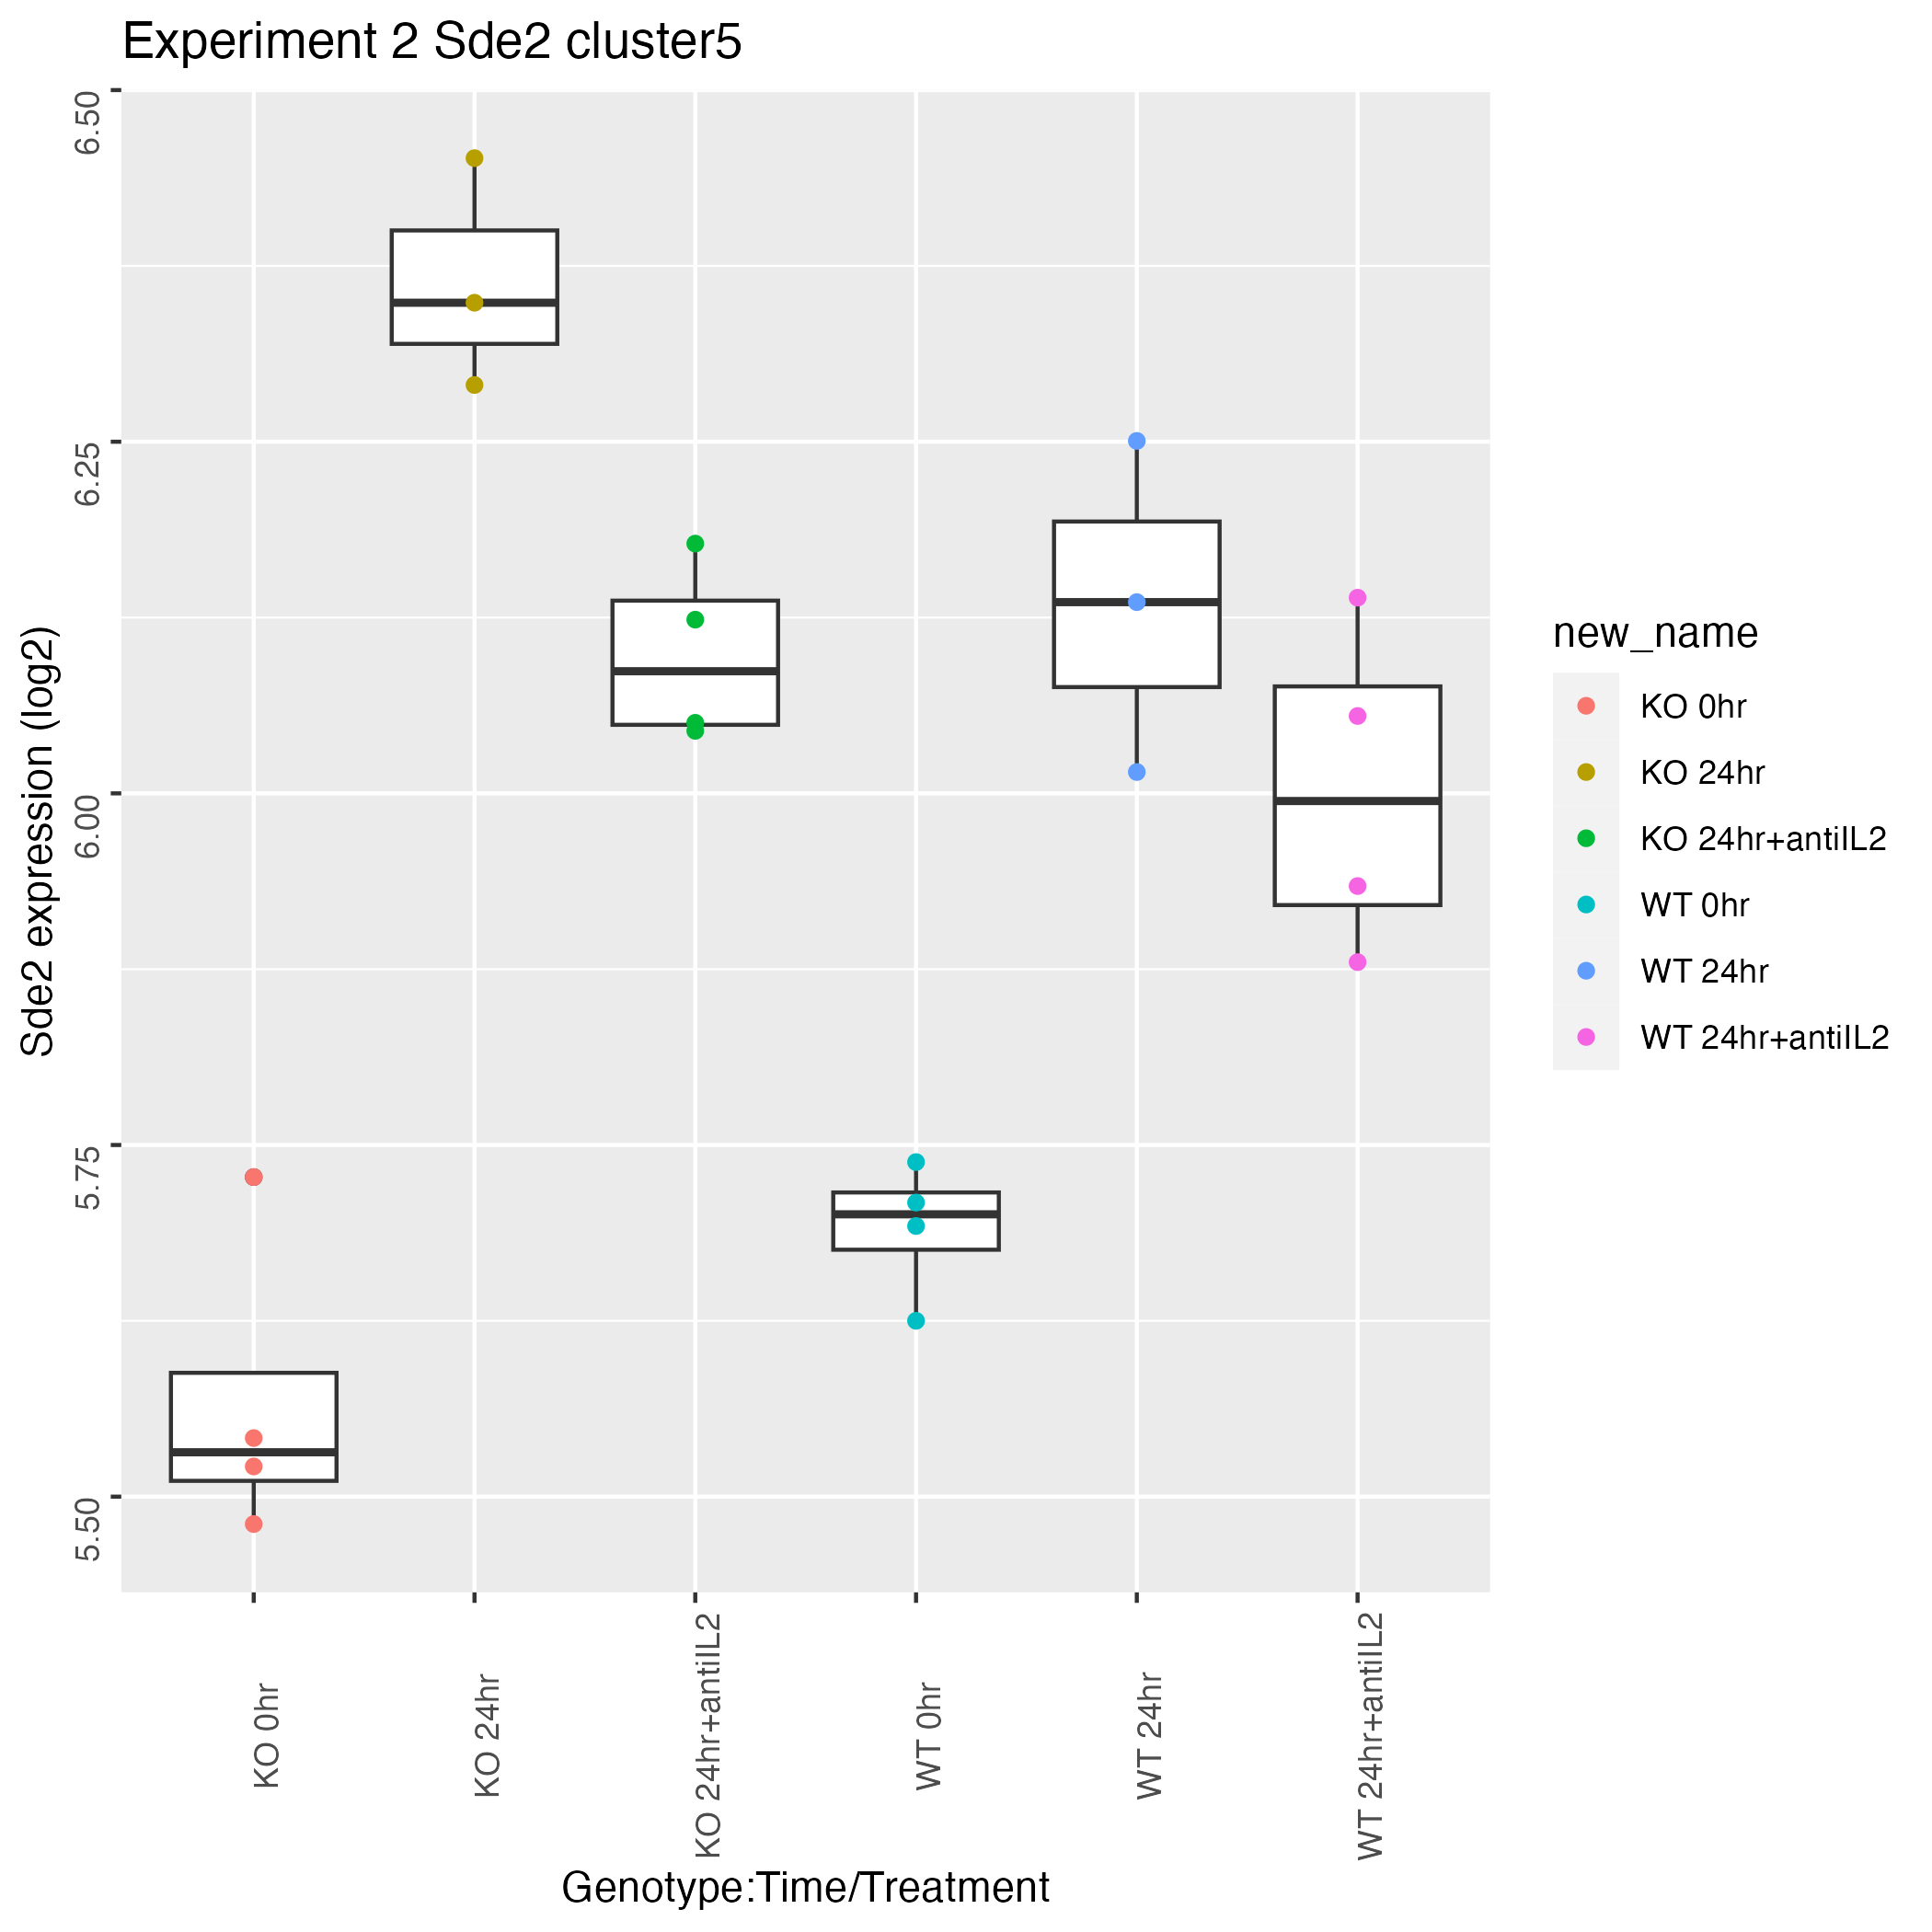 Experiment 2 Sde2 cluster5
Sde2 expression (log2)
6.50
6.25
6.00
5.75
5.50
KO 0hr
KO 24hr
KO 24hr+antiIL2
WT 0hr
WT 24hr
WT 24hr+antiIL2
Genotype:Time/Treatment
new_name
KO 0hr
KO 24hr
KO 24hr+antiIL2
WT 0hr
WT 24hr
WT 24hr+antiIL2